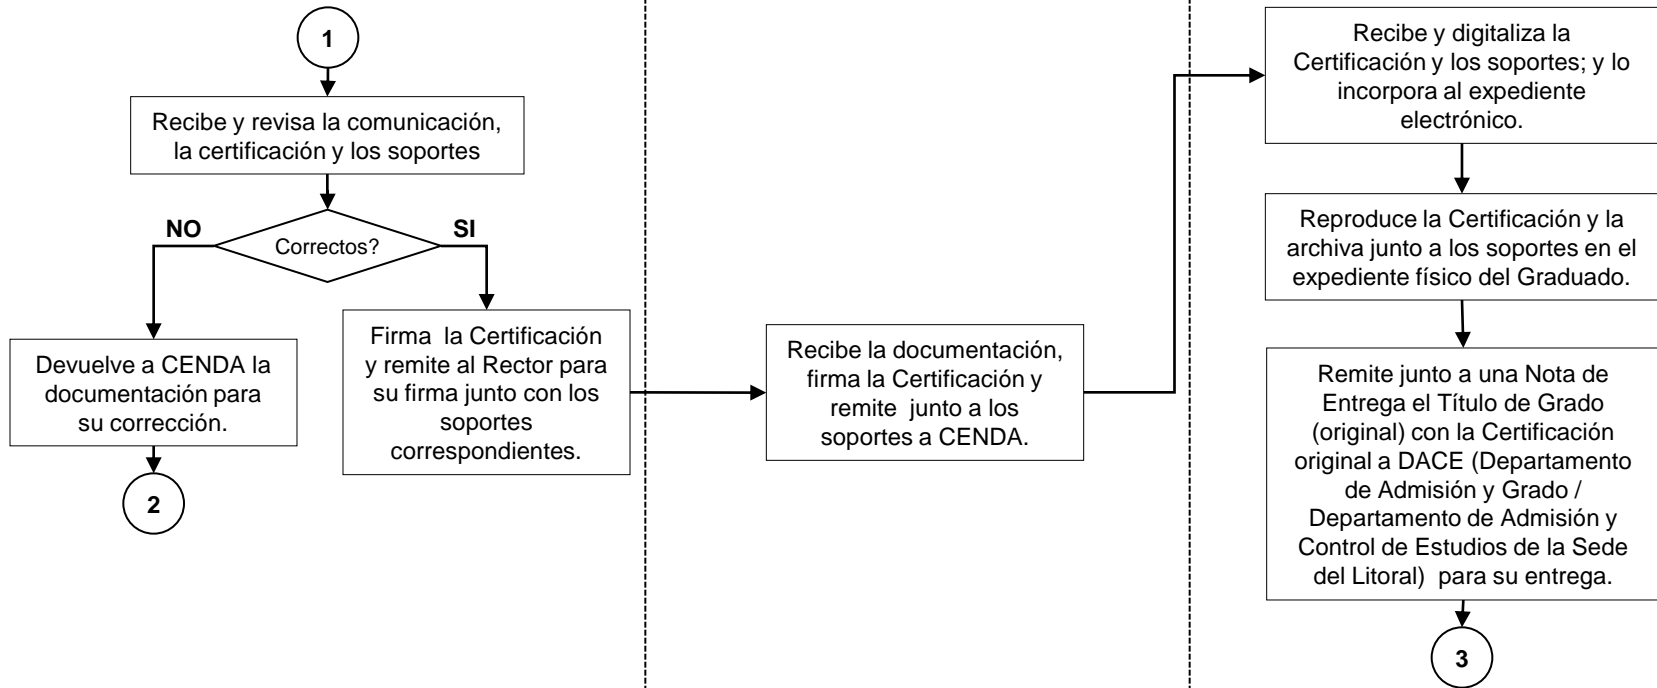 1
Recibe y revisa la comunicación,
la certificación y los soportes
NO
SI
Correctos?
Devuelve a CENDA la
documentación para
su corrección.
2
Firma la Certificación
y remite al Rector para
su firma junto con los
soportes
correspondientes.
Recibe la documentación,
firma la Certificación y
remite junto a los
soportes a CENDA.
Recibe y digitaliza la
Certificación y los soportes; y lo
incorpora al expediente
electrónico.
Reproduce la Certificación y la
archiva junto a los soportes en el
expediente físico del Graduado.
Remite junto a una Nota de
Entrega el Título de Grado
(original) con la Certificación
original a DACE (Departamento
de Admisión y Grado /
Departamento de Admisión y
Control de Estudios de la Sede
del Litoral) para su entrega.
3